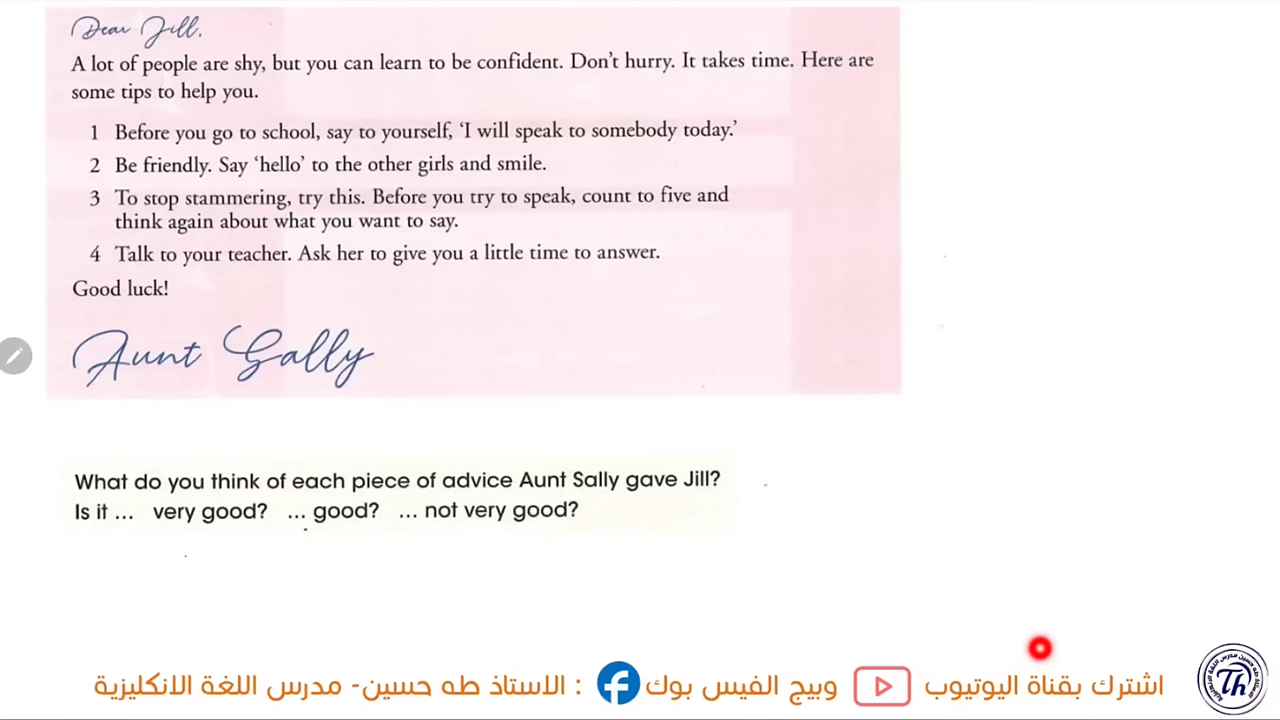 Dear Jill,
A lot of people are shy, but you can learn to be confident. Don't hurry. It takes time. Here are
some tips to help you.
1 Before you go to school, say to yourself, 'I will speak to somebody today.'
2 Be friendly. Say 'hello' to the other girls and smile.
3 To stop stammering, try this. Before you try to speak, count to five and
think again about what you want to say.
4 Talk to your teacher. Ask her to give you a little time to answer.
Good luck!
Aunt Sally
What do you think of each piece of advice Aunt Sally gave Jill?
Is it ... very good? ... good? ... not very good?
اشترك بقناة اليوتيوب وبيج الفيس بوك : الاستاذ طه حسين- مدرس اللغة الانكليزية
Th